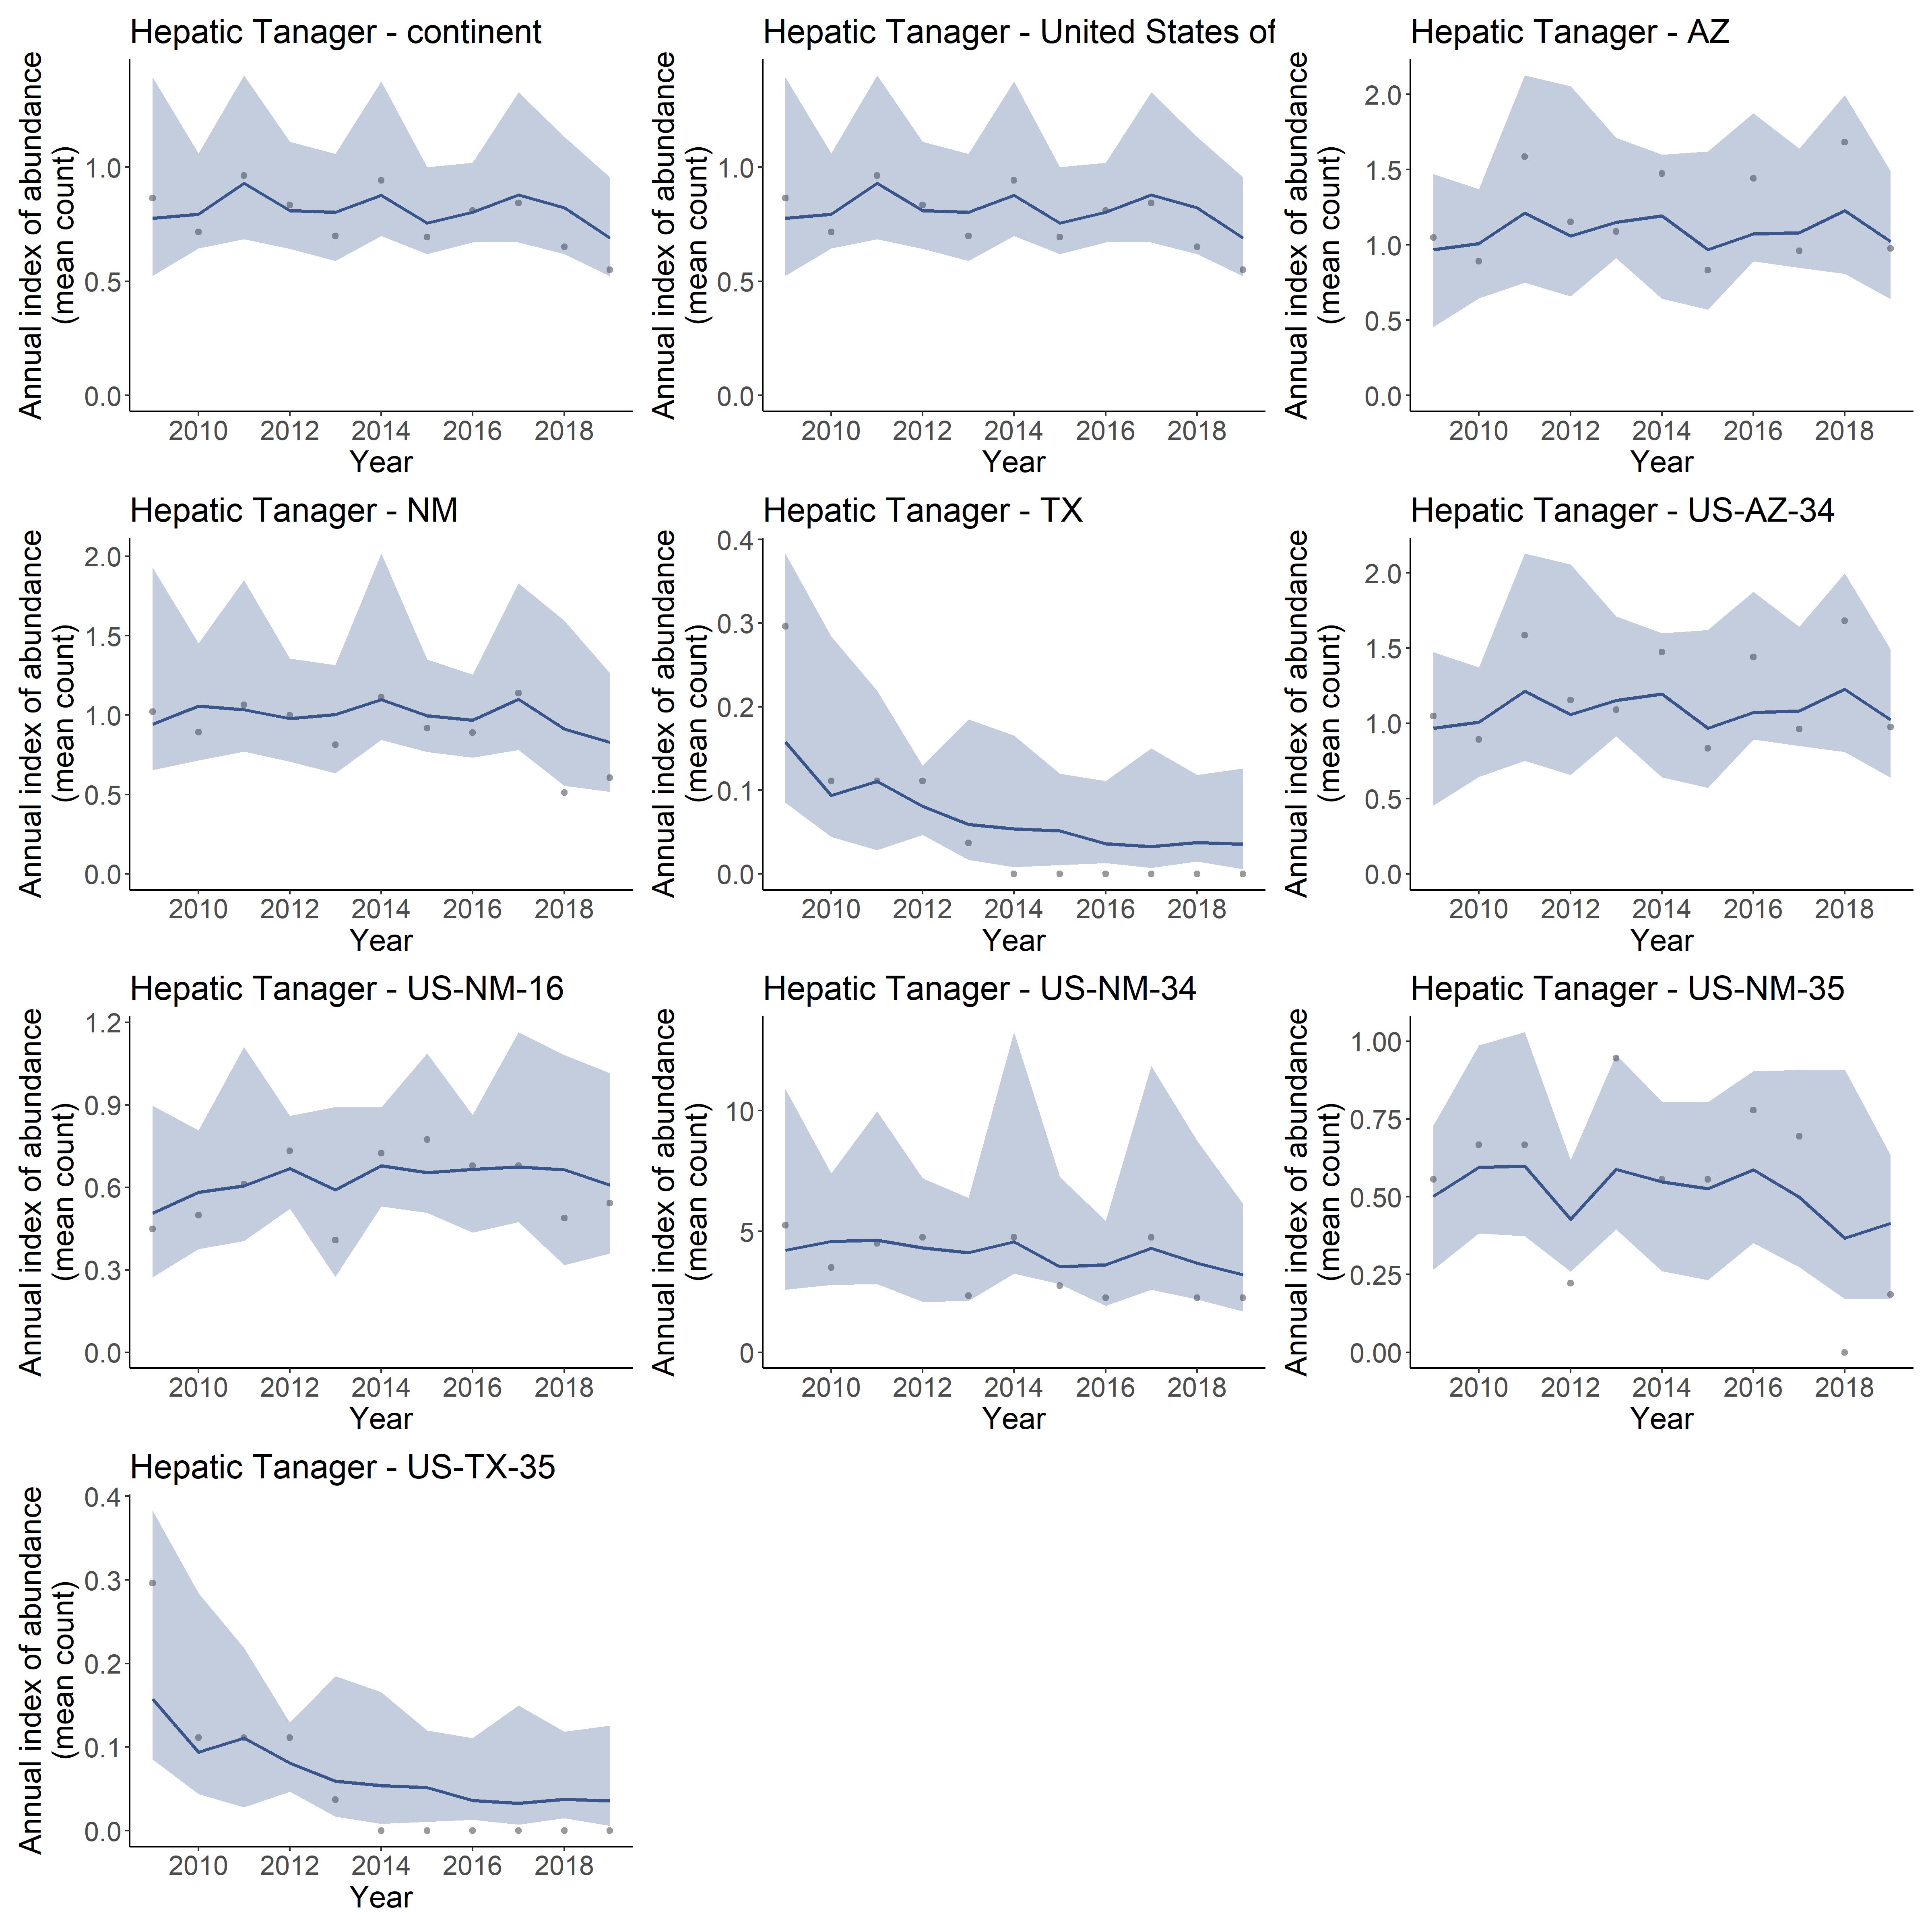 Hepatic Tanager - continent
Annual index of abundance
(mean count)
1.0
0.5
0.0
2010 2012 2014 2016 2018
Year
Hepatic Tanager - United States of
Annual index of abundance
(mean count)
1.0
0.5
0.0
2010 2012 2014 2016 2018
Year
Hepatic Tanager - AZ
Annual index of abundance
(mean count)
2.0
1.5
1.0
0.5
0.0
2010 2012 2014 2016 2018
Year
Hepatic Tanager - NM
Annual index of abundance
(mean count)
2.0
1.5
1.0
0.5
0.0
2010 2012 2014 2016 2018
Year
Hepatic Tanager - TX
Annual index of abundance
(mean count)
0.4
0.3
0.2
0.1
0.0
2010 2012 2014 2016 2018
Year
Hepatic Tanager - US-AZ-34
Annual index of abundance
(mean count)
2.0
1.5
1.0
0.5
0.0
2010 2012 2014 2016 2018
Year
Hepatic Tanager - US-NM-16
Annual index of abundance
(mean count)
1.2
0.9
0.6
0.3
0.0
2010 2012 2014 2016 2018
Year
Hepatic Tanager - US-NM-34
Annual index of abundance
(mean count)
10
5
0
2010 2012 2014 2016 2018
Year
Hepatic Tanager - US-NM-35
Annual index of abundance
(mean count)
1.00
0.75
0.50
0.25
0.00
2010 2012 2014 2016 2018
Year
Hepatic Tanager - US-TX-35
Annual index of abundance
(mean count)
0.4
0.3
0.2
0.1
0.0
2010 2012 2014 2016 2018
Year